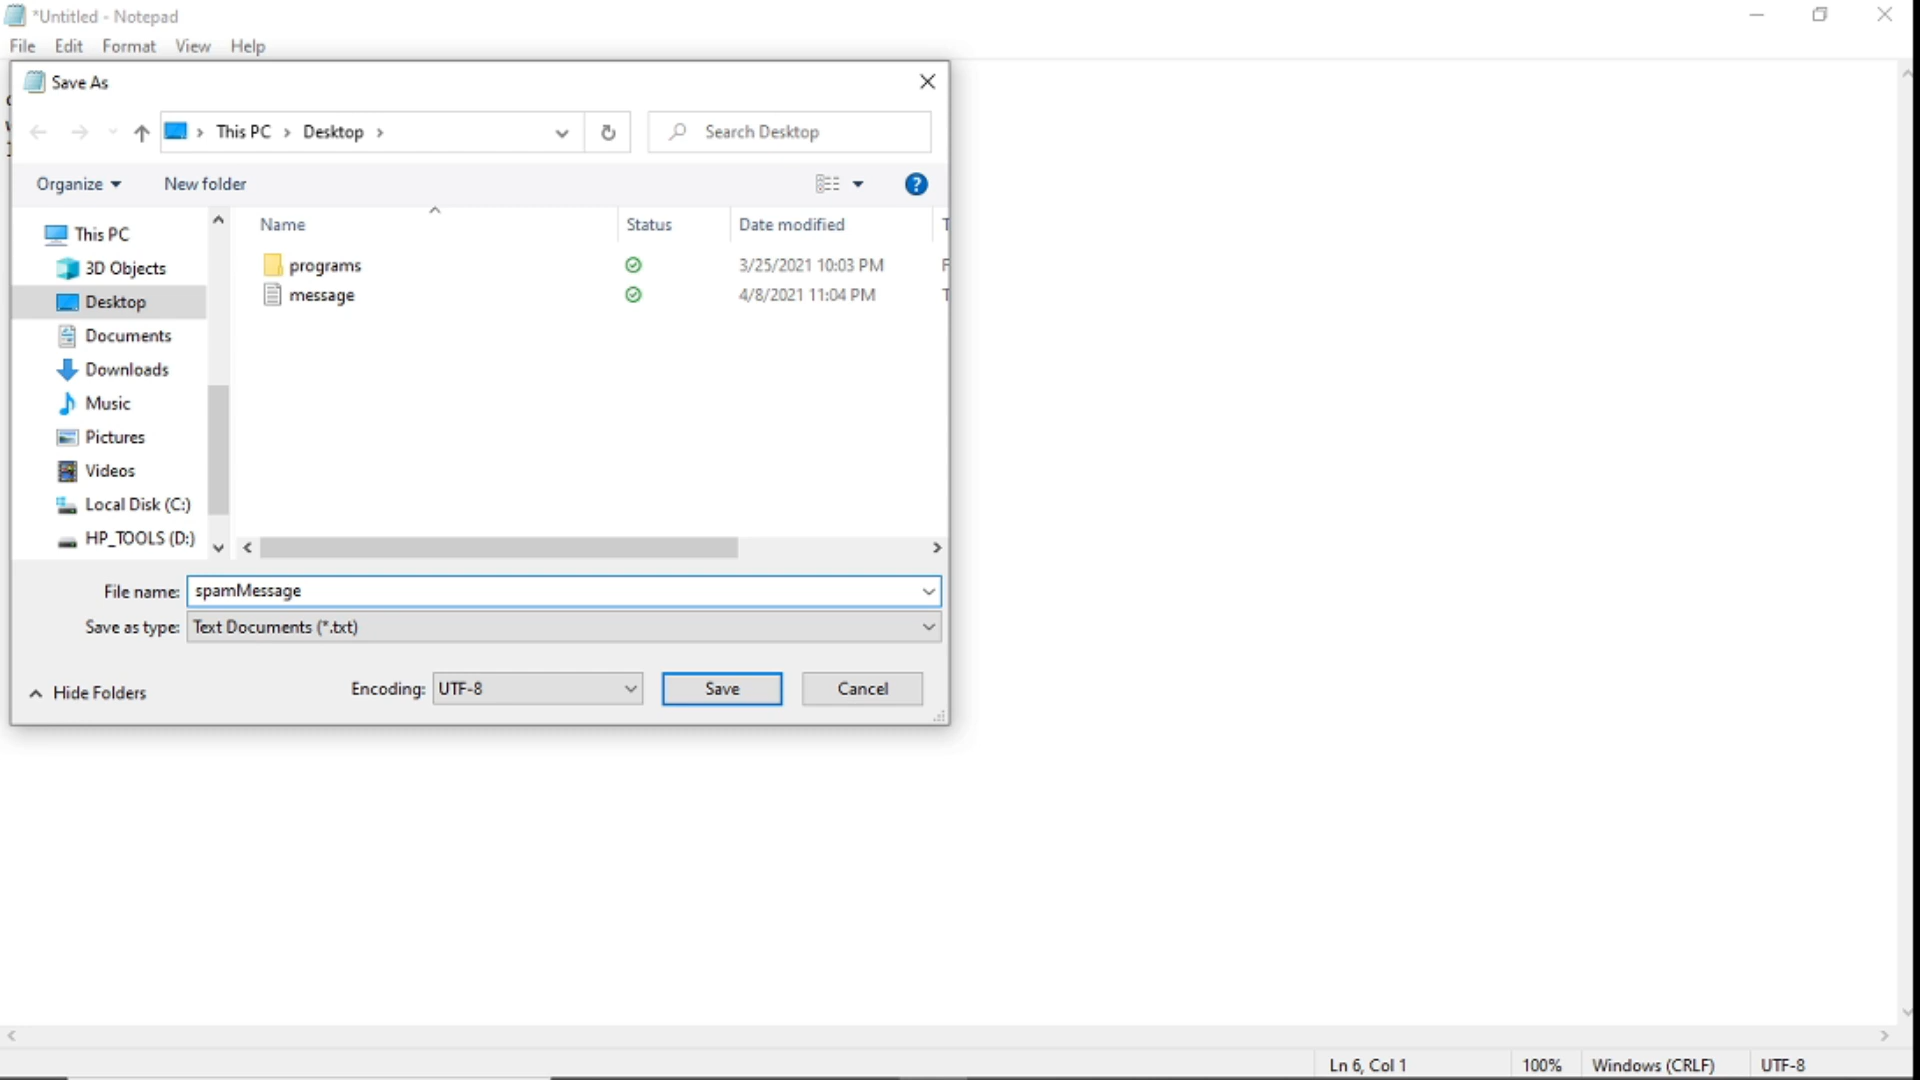 *Untitled - Notepad
File Edit Format View Help
Save As
This PC Desktop
Search Desktop
Organize New folder
Name Status Date modified
programs 3/25/2021 10:03 PM
message 4/8/2021 11:04 PM
This PC
3D Objects
Desktop
Documents
Downloads
Music
Pictures
Videos
Local Disk (C:)
HP_TOOLS (D:)
File name: spamMessage
Save as type: Text Documents (*.txt)
Hide Folders Encoding: UTF-8 Save Cancel
Ln 6, Col 1 100% Windows (CRLF) UTF-8